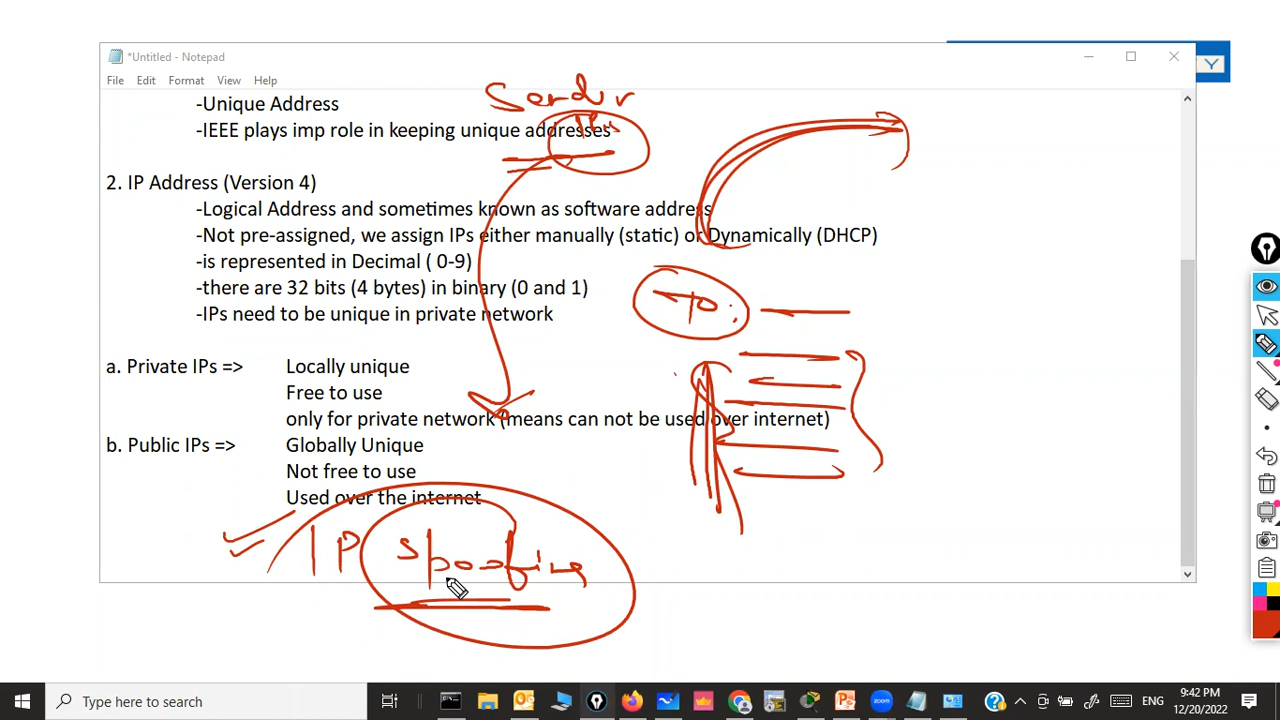 *Untitled - Notepad
File Edit Format View Help
Sender
IP
-Unique Address
-IEEE plays imp role in keeping unique addresses
2. IP Address (Version 4)
-Logical Address and sometimes known as software address
-Not pre-assigned, we assign IPs either manually (static) or Dynamically (DHCP)
-is represented in Decimal ( 0-9)
-there are 32 bits (4 bytes) in binary (0 and 1)
-IPs need to be unique in private network
To:
a. Private IPs => Locally unique
Free to use
only for private network (means can not be used over internet)
b. Public IPs => Globally Unique
Not free to use
Used over the internet
IP Spoofing
Type here to search
ENG
9:42 PM
12/20/2022
Y